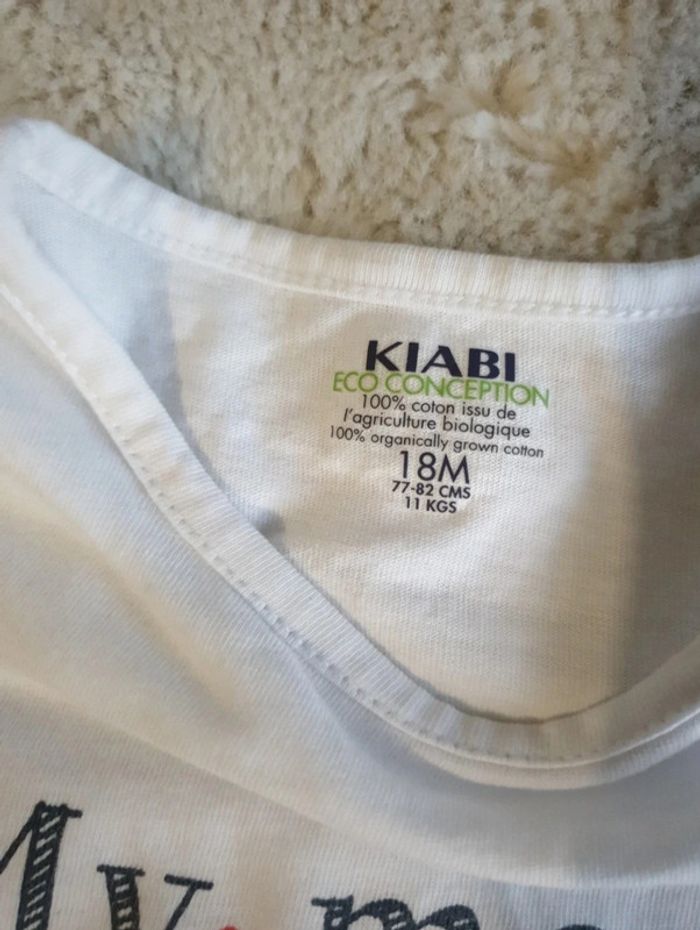 KIABI
ECO CONCEPTION
100% coton issu de
l'agriculture biologique
100% organically grown cotton
18M
77-82 CMS
11 KGS
My